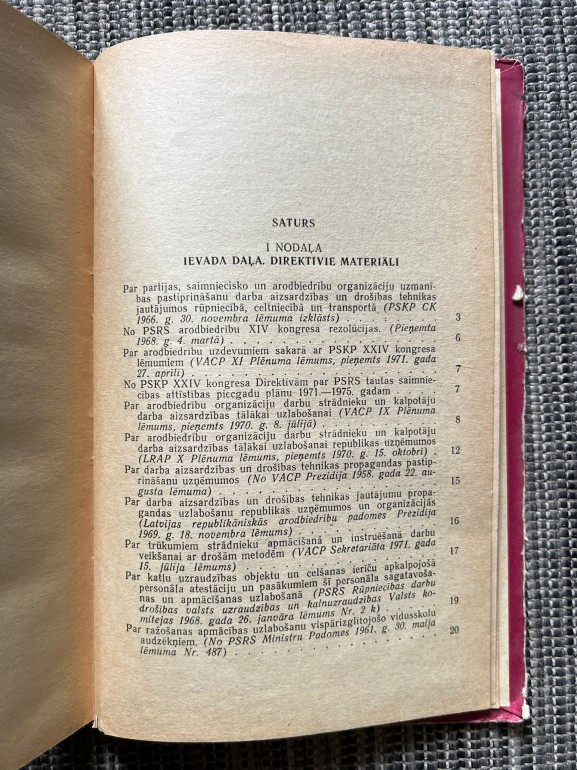 SATURS
I NODAĻA
IEVADA DAĻA. DIREKTĪVIE MATERIĀLI
Par partijas, saimniecisko un arodbiedrību organizāciju uzmanī-
bas pastiprināšanu darba aizsardzības un drošības tehnikas
jautājumos rūpniecībā, celtniecībā un transportā (PSKP CK
1966. g. 30. novembra lēmuma izklāsts) . . . . . . 3
No PSRS arodbiedrību XIV kongresa rezolūcijas. (Pieņemta
1968. g. 4. martā) . . . . . . . . . . 6
Par arodbiedrību uzdevumiem sakarā ar PSKP XXIV kongresa
lēmumiem (VACP XI Plēnuma lēmums, pieņemts 1971. gada
27. aprīlī) . . . . . . . . . . . 7
No PSKP XXIV kongresa Direktīvām par PSRS tautas saimnie-
cības attīstības piecgadu plānu 1971.—1975. gadam . . . 7
Par arodbiedrību organizāciju darbu strādnieku un kalpotāju
darba aizsardzības tālākai uzlabošanai (VACP IX Plēnuma
lēmums, pieņemts 1970. g. 8. jūlijā) . . . . . . 8
Par arodbiedrību organizāciju darbu strādnieku un kalpotāju
darba aizsardzības tālākai uzlabošanai republikas uzņēmumos
(LRAP X Plēnuma lēmums, pieņemts 1970. g. 15. oktobrī) . 12
Par darba aizsardzības un drošības tehnikas propagandas pastip-
rināšanu uzņēmumos (No VACP Prezidija 1958. gada 22. au-
gusta lēmuma) . . . . . . . . . . 15
Par darba aizsardzības un drošības tehnikas jautājumu propa-
gandas uzlabošanu republikas uzņēmumos un organizācijās
(Latvijas republikāniskās arodbiedrību padomes Prezidija
1969. g. 18. novembra lēmums) . . . . . . . 16
Par trūkumiem strādnieku apmācīšanā un instruēšanā darbu
veikšanai ar drošām metodēm (VACP Sekretariāta 1971. gada
15. jūlija lēmums) . . . . . . . . . 17
Par katlu uzraudzības objektu un celšanas ierīču apkalpojošā
personāla atestāciju un pasākumiem šī personāla sagatavoša-
nas un apmācības uzlabošanā (PSRS Rūpniecības darbu
drošības valsts uzraudzības un kalnuzraudzības Valsts ko-
mitejas 1968. gada 26. janvāra lēmums Nr. 2 k) . . . . 19
Par ražošanas apmācības uzlabošanu vispārizglītojošo vidusskolu
audzēkņiem. (No PSRS Ministru Padomes 1961. g. 30. maija
lēmuma Nr. 487) . . . . . . . . . . 20